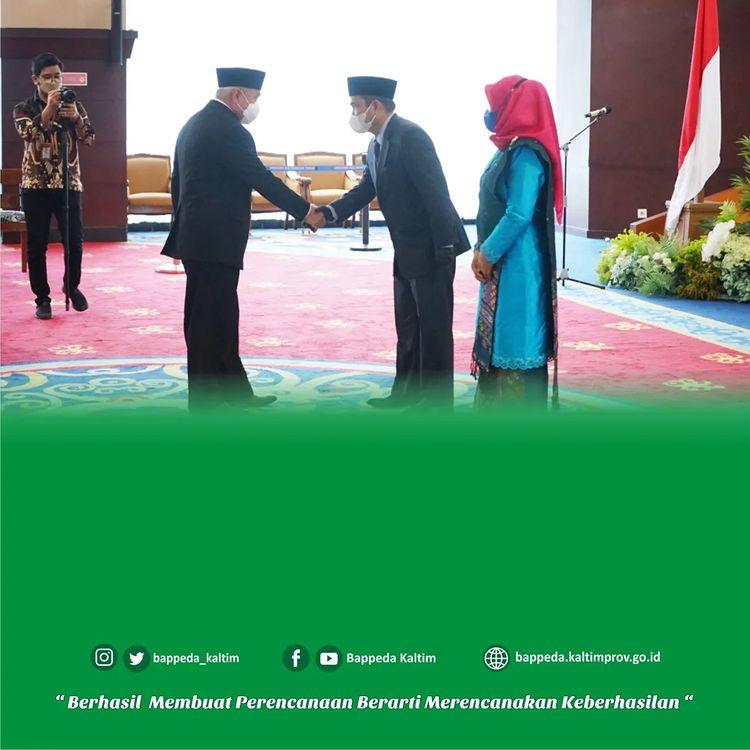 bappeda_kaltim
Bappeda Kaltim
bappeda.kaltimprov.go.id
“ Berhasil Membuat Perencanaan Berarti Merencanakan Keberhasilan “